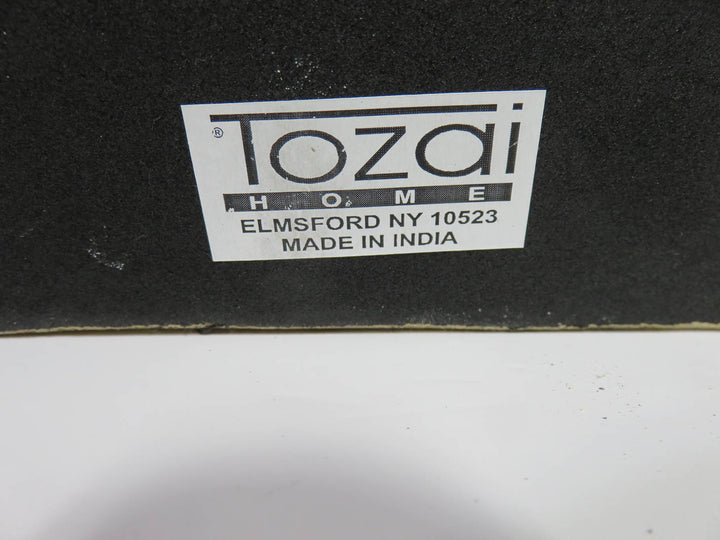 ® Tozai
HOME
ELMSFORD NY 10523
MADE IN INDIA